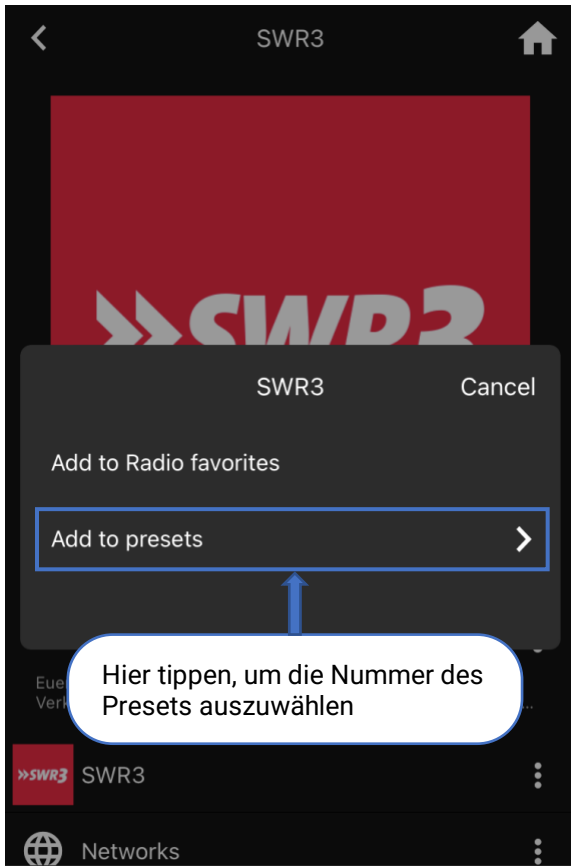 SWR3
SWR3
SWR3
Cancel
Add to Radio favorites
Add to presets
Hier tippen, um die Nummer des
Presets auszuwählen
SWR3
SWR3
Networks